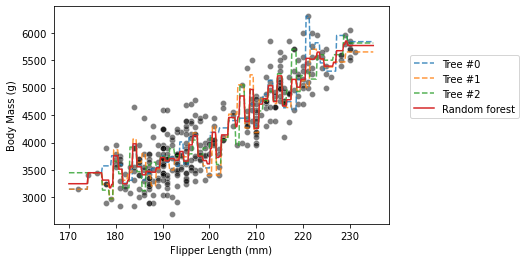 6000
5500
5000
4500
4000
3500
3000
Body Mass (g)
170
180
190
200
210
220
230
Flipper Length (mm)
Tree #0
Tree #1
Tree #2
Random forest